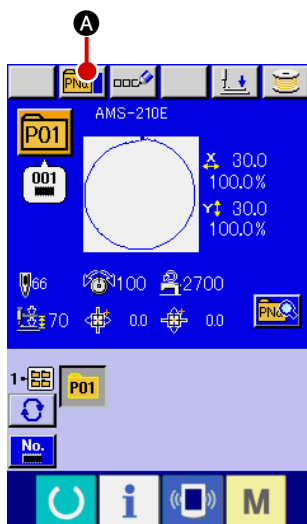 A
PNo.
AMS-210E
P01
001
X 30.0
100.0%
Y 30.0
100.0%
66 100 2700
70 0.0 0.0
PNo.
1- P01
No.
i M